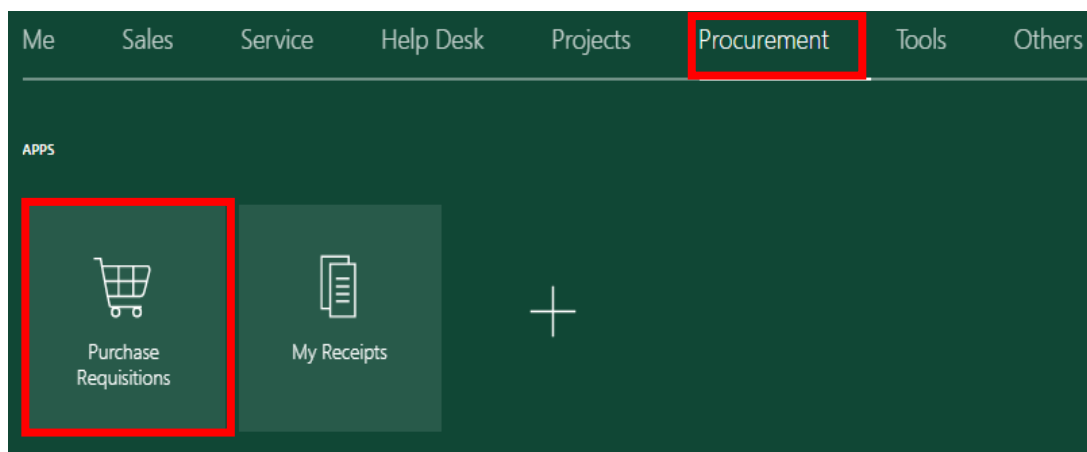 Me Sales Service Help Desk Projects Procurement Tools Others
APPS
Purchase
Requisitions
My Receipts